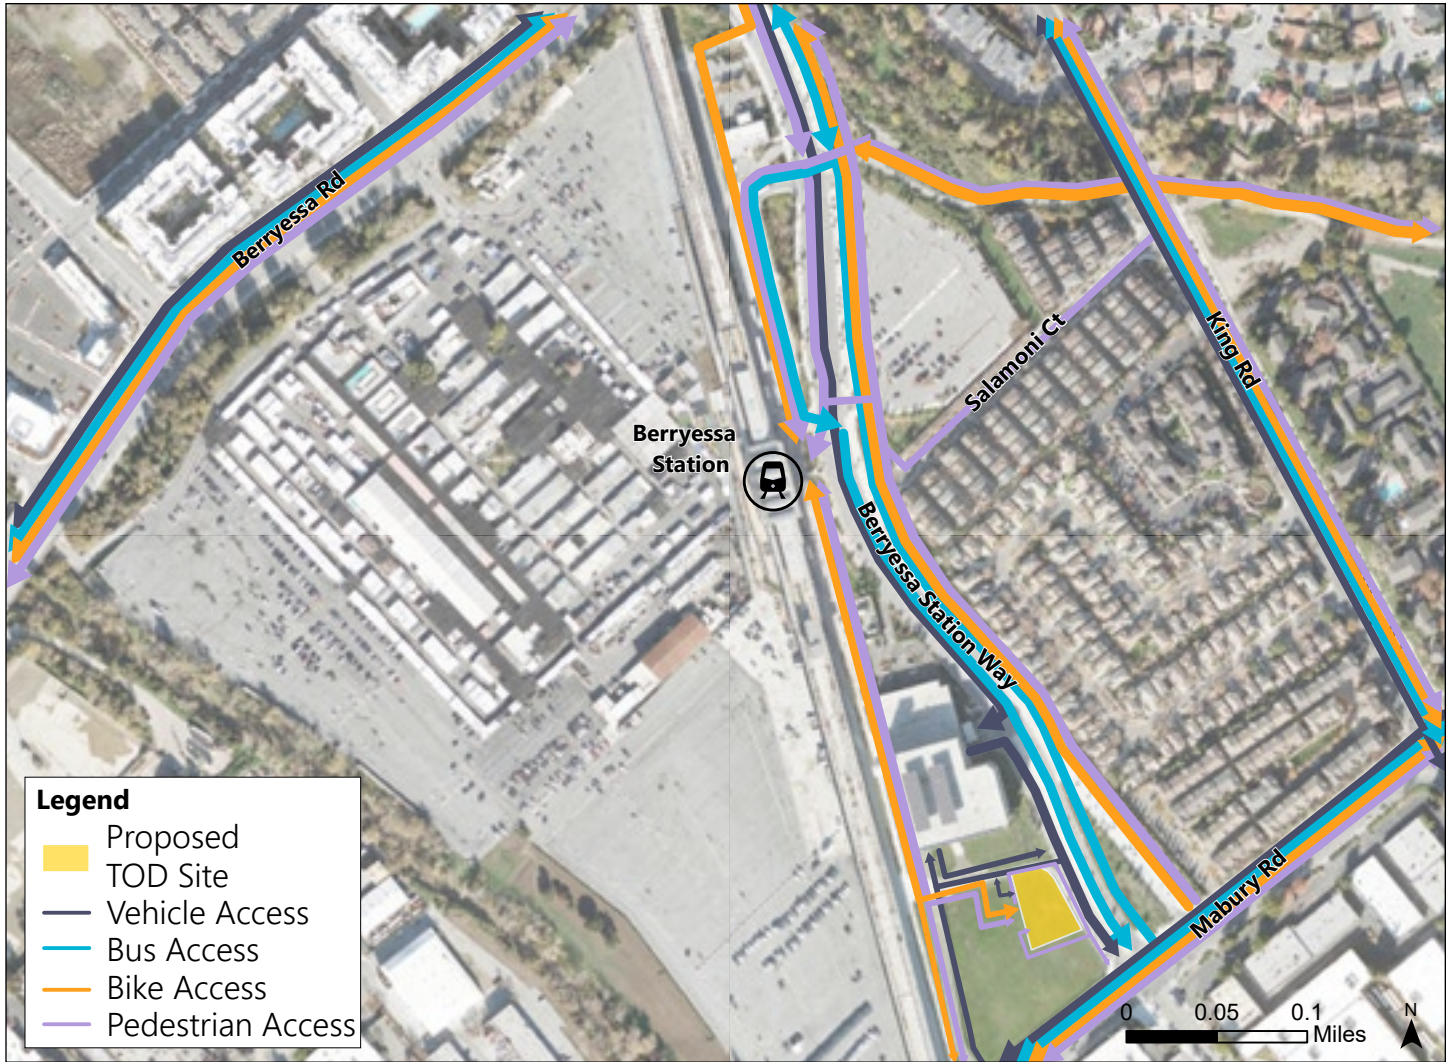 Berryessa Rd
King Rd
Salamoni Ct
Berryessa
Station
Berryessa Station Way
Mabury Rd
Legend
Proposed
TOD Site
Vehicle Access
Bus Access
Bike Access
Pedestrian Access
0 0.05 0.1
Miles
N